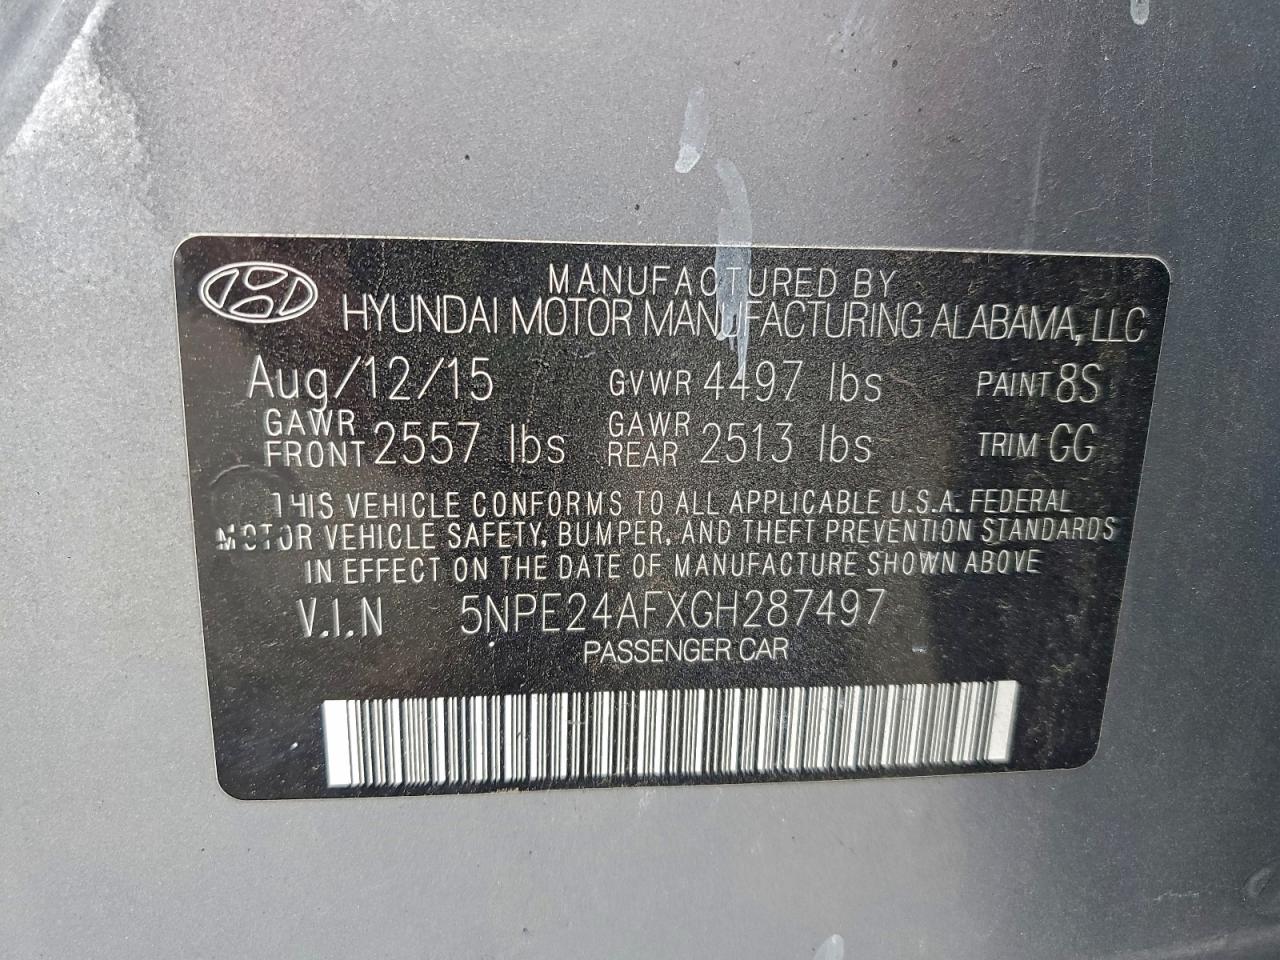 MANUFACTURED BY
HYUNDAI MOTOR MANUFACTURING ALABAMA, LLC
Aug/12/15 GVWR 4497 lbs PAINT 8S
GAWR FRONT 2557 lbs GAWR REAR 2513 lbs TRIM GG
THIS VEHICLE CONFORMS TO ALL APPLICABLE U.S.A. FEDERAL
MOTOR VEHICLE SAFETY, BUMPER, AND THEFT PREVENTION STANDARDS
IN EFFECT ON THE DATE OF MANUFACTURE SHOWN ABOVE
V.I.N 5NPE24AFXGH287497
PASSENGER CAR